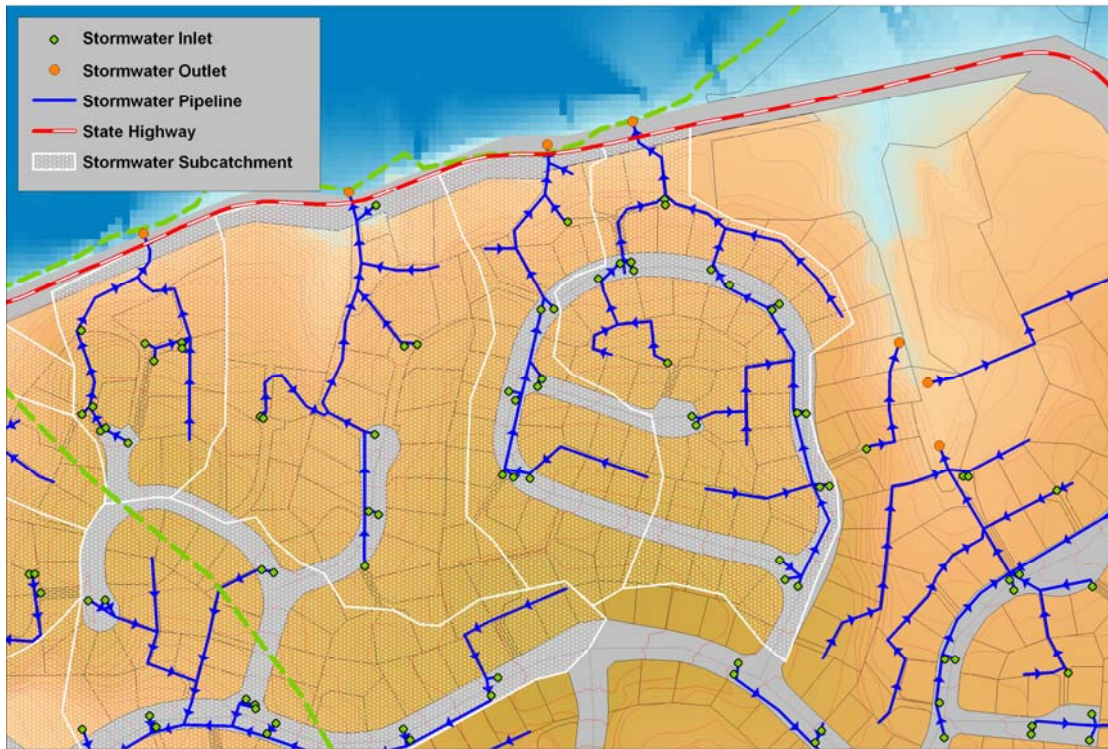 Stormwater Inlet
Stormwater Outlet
Stormwater Pipeline
State Highway
Stormwater Subcatchment